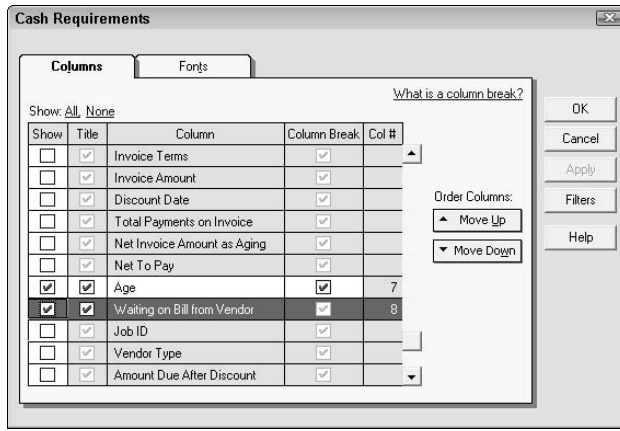 Cash Requirements
Columns Fonts
What is a column break?
Show: All, None
Show Title Column Column Break Col #
Invoice Terms
Invoice Amount
Discount Date
Total Payments on Invoice
Net Invoice Amount as Aging
Net To Pay
Age 7
Waiting on Bill from Vendor 8
Job ID
Vendor Type
Amount Due After Discount
Order Columns:
Move Up
Move Down
OK
Cancel
Apply
Filters
Help